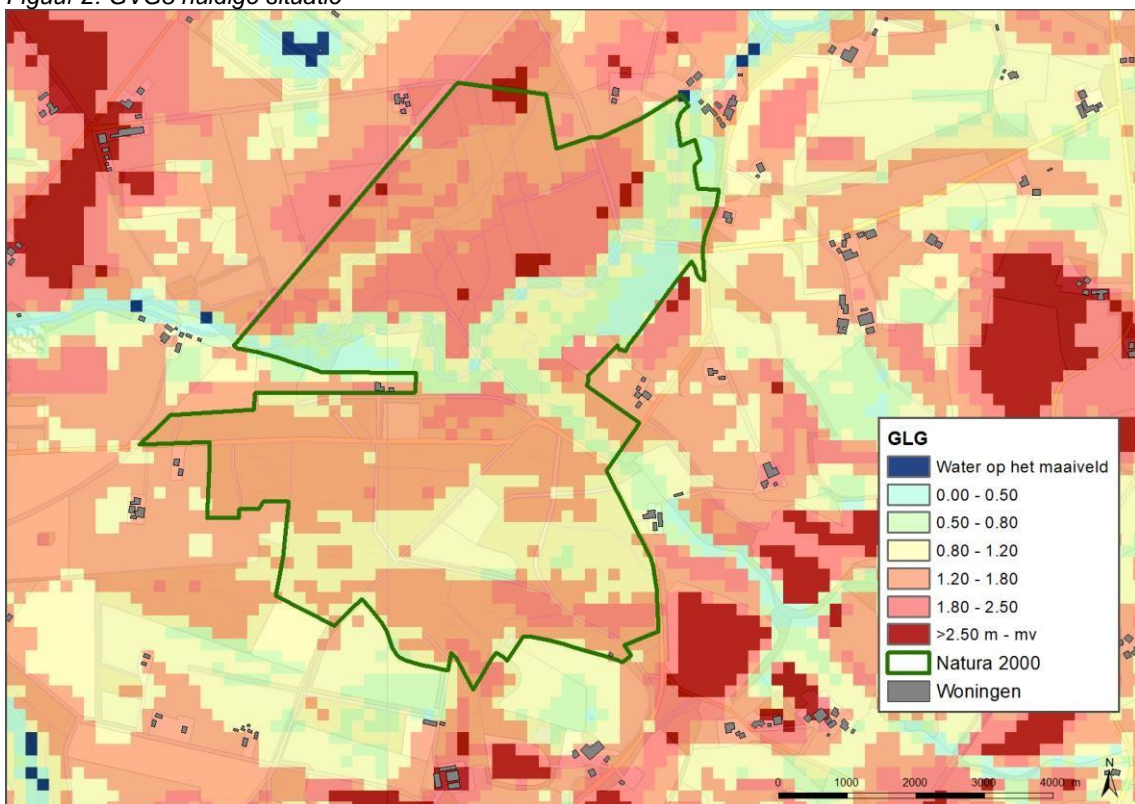 Figuur 2: GVGs huidige situatie
GLG
Water op het maaiveld
0.00 - 0.50
0.50 - 0.80
0.80 - 1.20
1.20 - 1.80
1.80 - 2.50
>2.50 m - mv
Natura 2000
Woningen
0 1000 2000 3000 4000 m
N